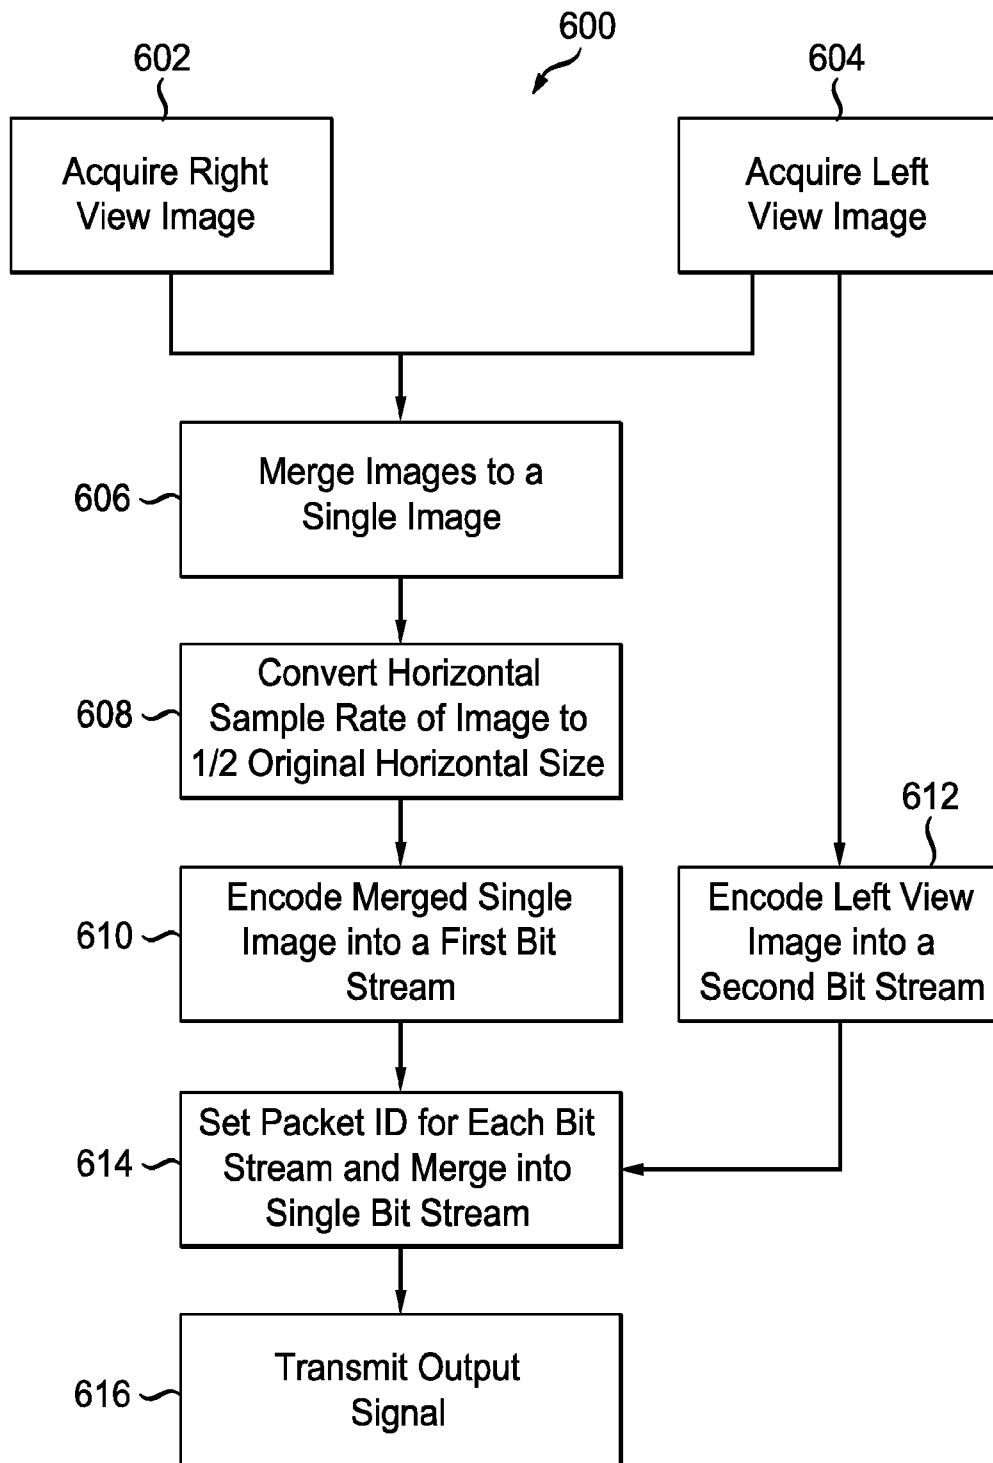 600
602
604
Acquire Right
View Image
Acquire Left
View Image
606
Merge Images to a
Single Image
608
Convert Horizontal
Sample Rate of Image to
1/2 Original Horizontal Size
610
Encode Merged Single
Image into a First Bit
Stream
612
Encode Left View
Image into a
Second Bit Stream
614
Set Packet ID for Each Bit
Stream and Merge into
Single Bit Stream
616
Transmit Output
Signal